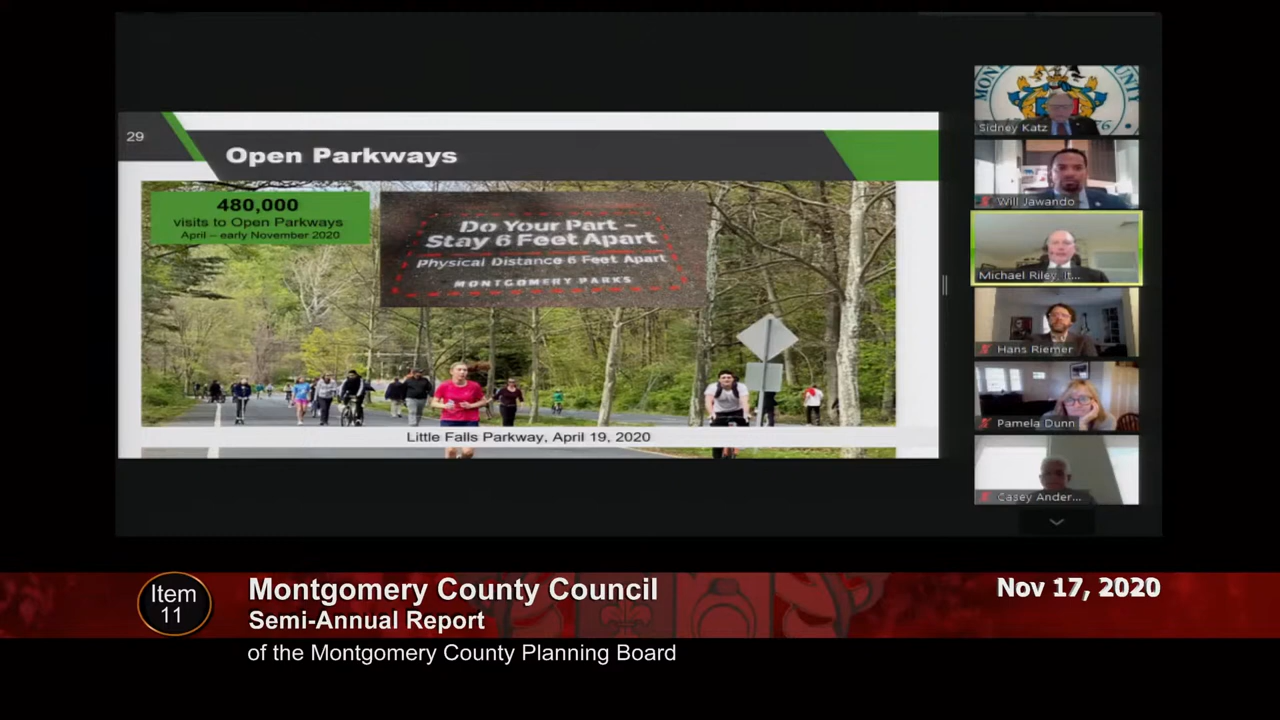 29
Open Parkways
480,000
visits to Open Parkways
April – early November 2020
Do Your Part –
Stay 6 Feet Apart
Physical Distance 6 Feet Apart
MONTGOMERY PARKS
Little Falls Parkway, April 19, 2020
Sidney Katz
Will Jawando
Michael Riley, It...
Hans Riemer
Pamela Dunn
Casey Ander...
Item
11
Montgomery County Council
Semi-Annual Report
of the Montgomery County Planning Board
Nov 17, 2020